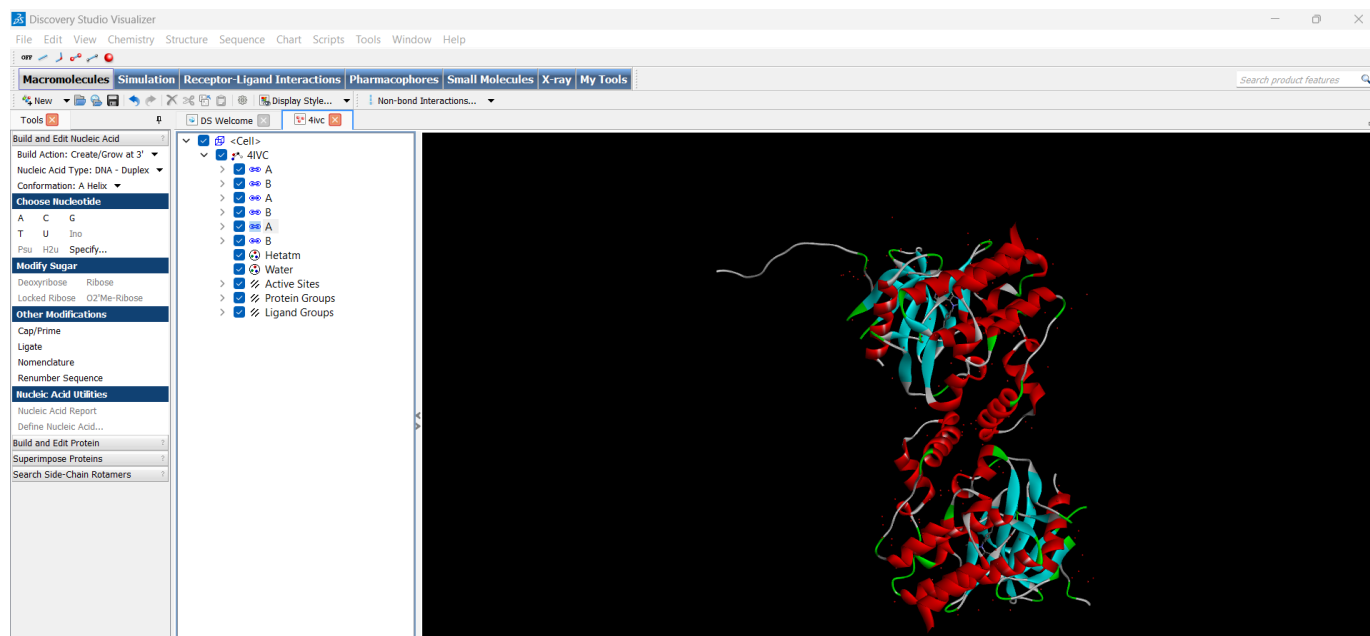 Discovery Studio Visualizer
File Edit View Chemistry Structure Sequence Chart Scripts Tools Window Help
OFF
Macromolecules Simulation Receptor-Ligand Interactions Pharmacophores Small Molecules X-ray My Tools
Search product features
New Display Style... Non-bond Interactions...
Tools DS Welcome 4ivc
Build and Edit Nucleic Acid ?
Build Action: Create/Grow at 3'
Nucleic Acid Type: DNA - Duplex
Conformation: A Helix
Choose Nucleotide
A C G
T U Ino
Psu H2u Specify...
Modify Sugar
Deoxyribose Ribose
Locked Ribose O2'Me-Ribose
Other Modifications
Cap/Prime
Ligate
Nomenclature
Renumber Sequence
Nucleic Acid Utilities
Nucleic Acid Report
Define Nucleic Acid...
Build and Edit Protein ?
Superimpose Proteins ?
Search Side-Chain Rotamers ?
<Cell>
4IVC
A
B
A
B
A
B
Hetatm
Water
Active Sites
Protein Groups
Ligand Groups